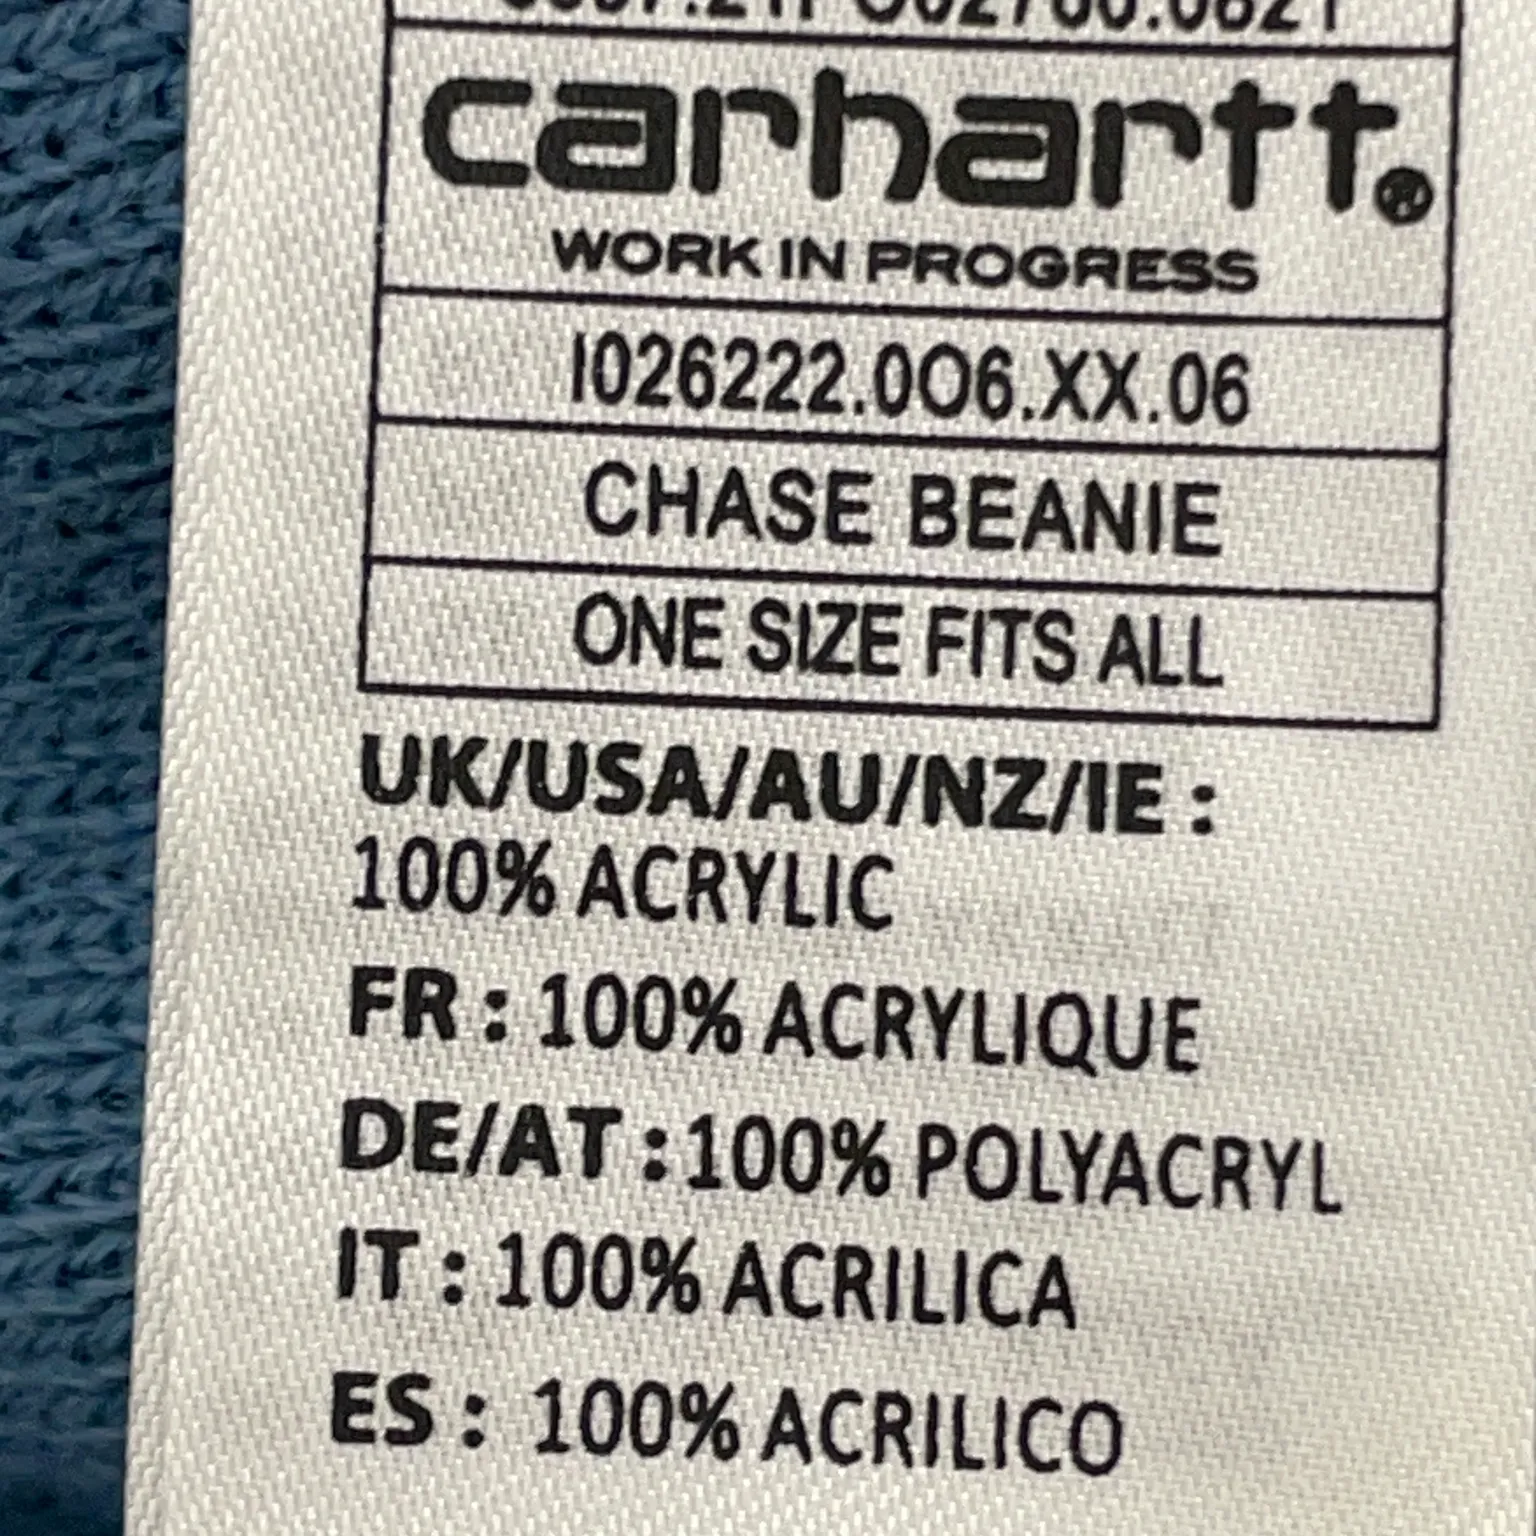 carhartt®
WORK IN PROGRESS
I026222.0O6.XX.06
CHASE BEANIE
ONE SIZE FITS ALL
UK/USA/AU/NZ/IE :
100% ACRYLIC
FR : 100% ACRYLIQUE
DE/AT :100% POLYACRYL
IT : 100% ACRILICA
ES : 100% ACRILICO